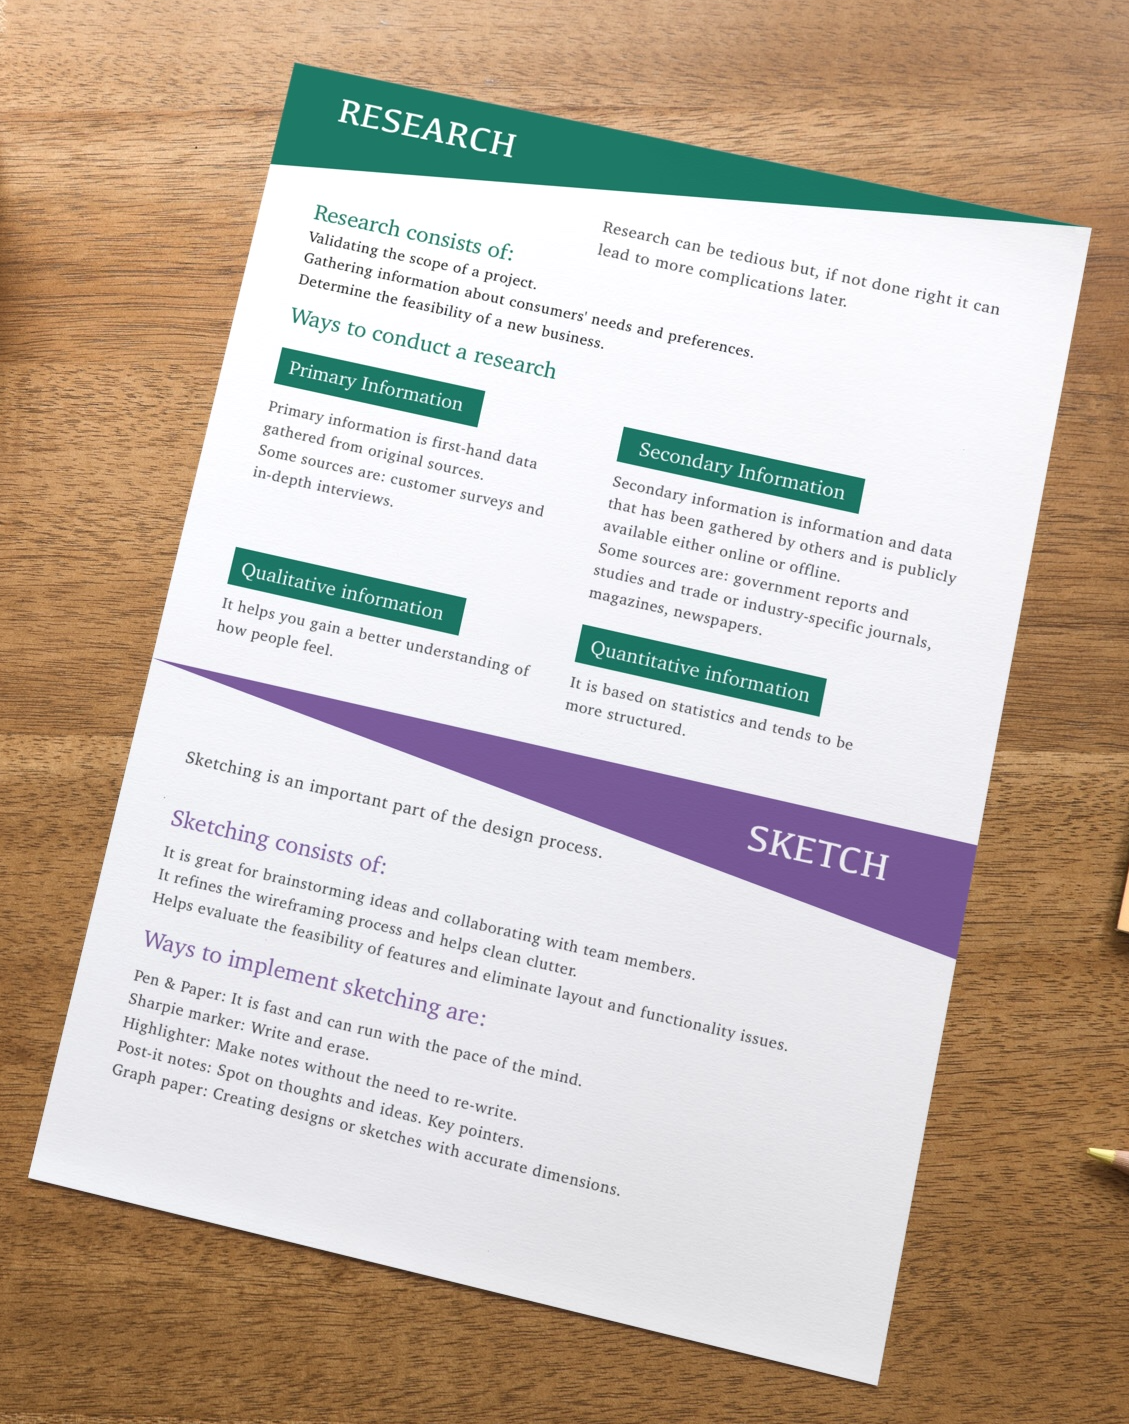 RESEARCH
Research consists of:
Validating the scope of a project.
Gathering information about consumers' needs and preferences.
Determine the feasibility of a new business.
Research can be tedious but, if not done right it can
lead to more complications later.
Ways to conduct a research
Primary Information
Primary information is first-hand data
gathered from original sources.
Some sources are: customer surveys and
in-depth interviews.
Secondary Information
Secondary information is information and data
that has been gathered by others and is publicly
available either online or offline.
Some sources are: government reports and
studies and trade or industry-specific journals,
magazines, newspapers.
Qualitative information
It helps you gain a better understanding of
how people feel.
Quantitative information
It is based on statistics and tends to be
more structured.
SKETCH
Sketching is an important part of the design process.
Sketching consists of:
It is great for brainstorming ideas and collaborating with team members.
It refines the wireframing process and helps clean clutter.
Helps evaluate the feasibility of features and eliminate layout and functionality issues.
Ways to implement sketching are:
Pen & Paper: It is fast and can run with the pace of the mind.
Sharpie marker: Write and erase.
Highlighter: Make notes without the need to re-write.
Post-it notes: Spot on thoughts and ideas. Key pointers.
Graph paper: Creating designs or sketches with accurate dimensions.